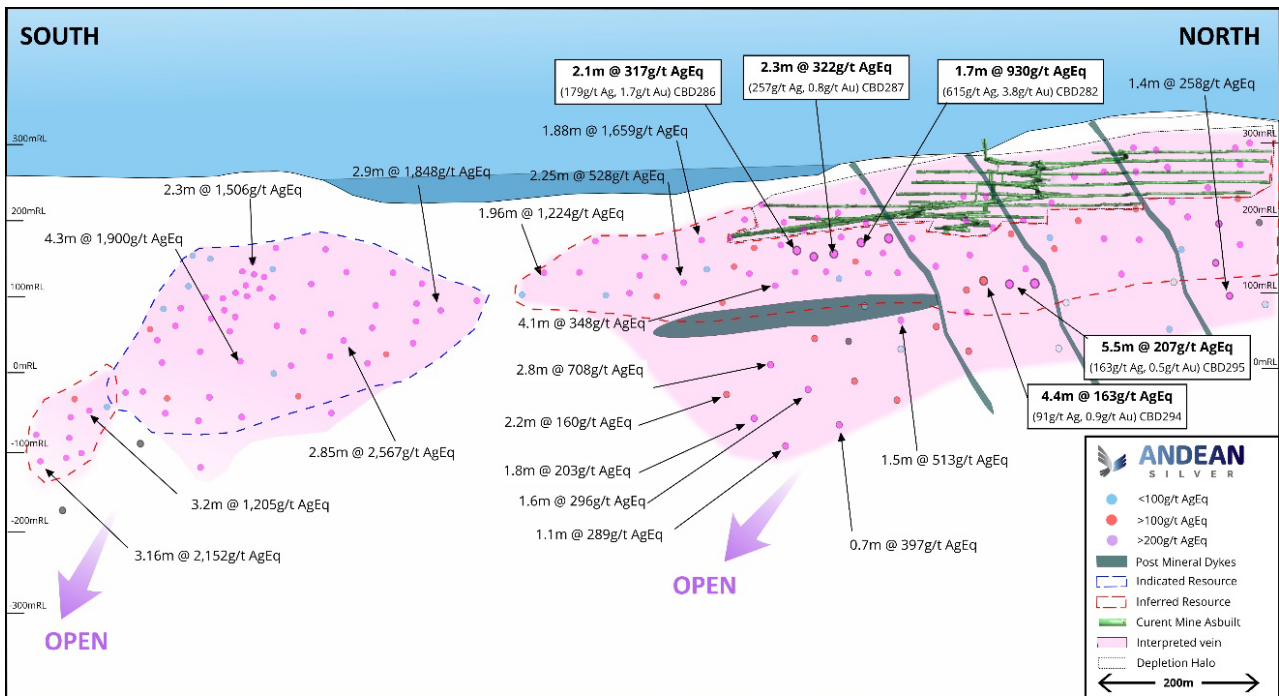 SOUTH
NORTH
2.1m @ 317g/t AgEq
(179g/t Ag, 1.7g/t Au) CBD286
2.3m @ 322g/t AgEq
(257g/t Ag, 0.8g/t Au) CBD287
1.7m @ 930g/t AgEq
(615g/t Ag, 3.8g/t Au) CBD282
1.4m @ 258g/t AgEq
1.88m @ 1,659g/t AgEq
300mRL
300mRL
2.9m @ 1,848g/t AgEq
2.25m @ 528g/t AgEq
2.3m @ 1,506g/t AgEq
1.96m @ 1,224g/t AgEq
200mRL
200mRL
4.3m @ 1,900g/t AgEq
100mRL
100mRL
4.1m @ 348g/t AgEq
5.5m @ 207g/t AgEq
(163g/t Ag, 0.5g/t Au) CBD295
0mRL
0mRL
2.8m @ 708g/t AgEq
4.4m @ 163g/t AgEq
(91g/t Ag, 0.9g/t Au) CBD294
2.2m @ 160g/t AgEq
-100mRL
2.85m @ 2,567g/t AgEq
1.8m @ 203g/t AgEq
1.5m @ 513g/t AgEq
3.2m @ 1,205g/t AgEq
1.6m @ 296g/t AgEq
-200mRL
1.1m @ 289g/t AgEq
0.7m @ 397g/t AgEq
3.16m @ 2,152g/t AgEq
OPEN
-300mRL
OPEN
ANDEAN
SILVER
<100g/t AgEq
>100g/t AgEq
>200g/t AgEq
Post Mineral Dykes
Indicated Resource
Inferred Resource
Curent Mine Asbuilt
Interpreted vein
Depletion Halo
200m